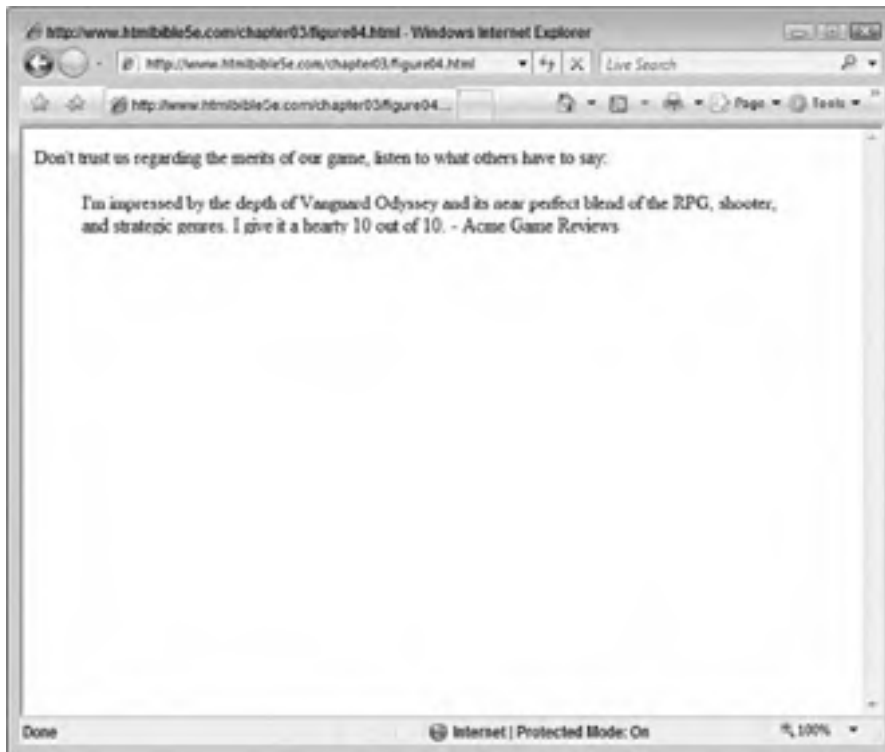 http://www.htmlbible5e.com/chapter03/figure04.html - Windows Internet Explorer
http://www.htmlbible5e.com/chapter03/figure04.html Live Search
http://www.htmlbible5e.com/chapter03/figure04... Page Tools
Don't trust us regarding the merits of our game, listen to what others have to say:
I'm impressed by the depth of Vanguard Odyssey and its near perfect blend of the RPG, shooter,
and strategic genres. I give it a hearty 10 out of 10. - Acme Game Reviews
Done Internet | Protected Mode: On 100%